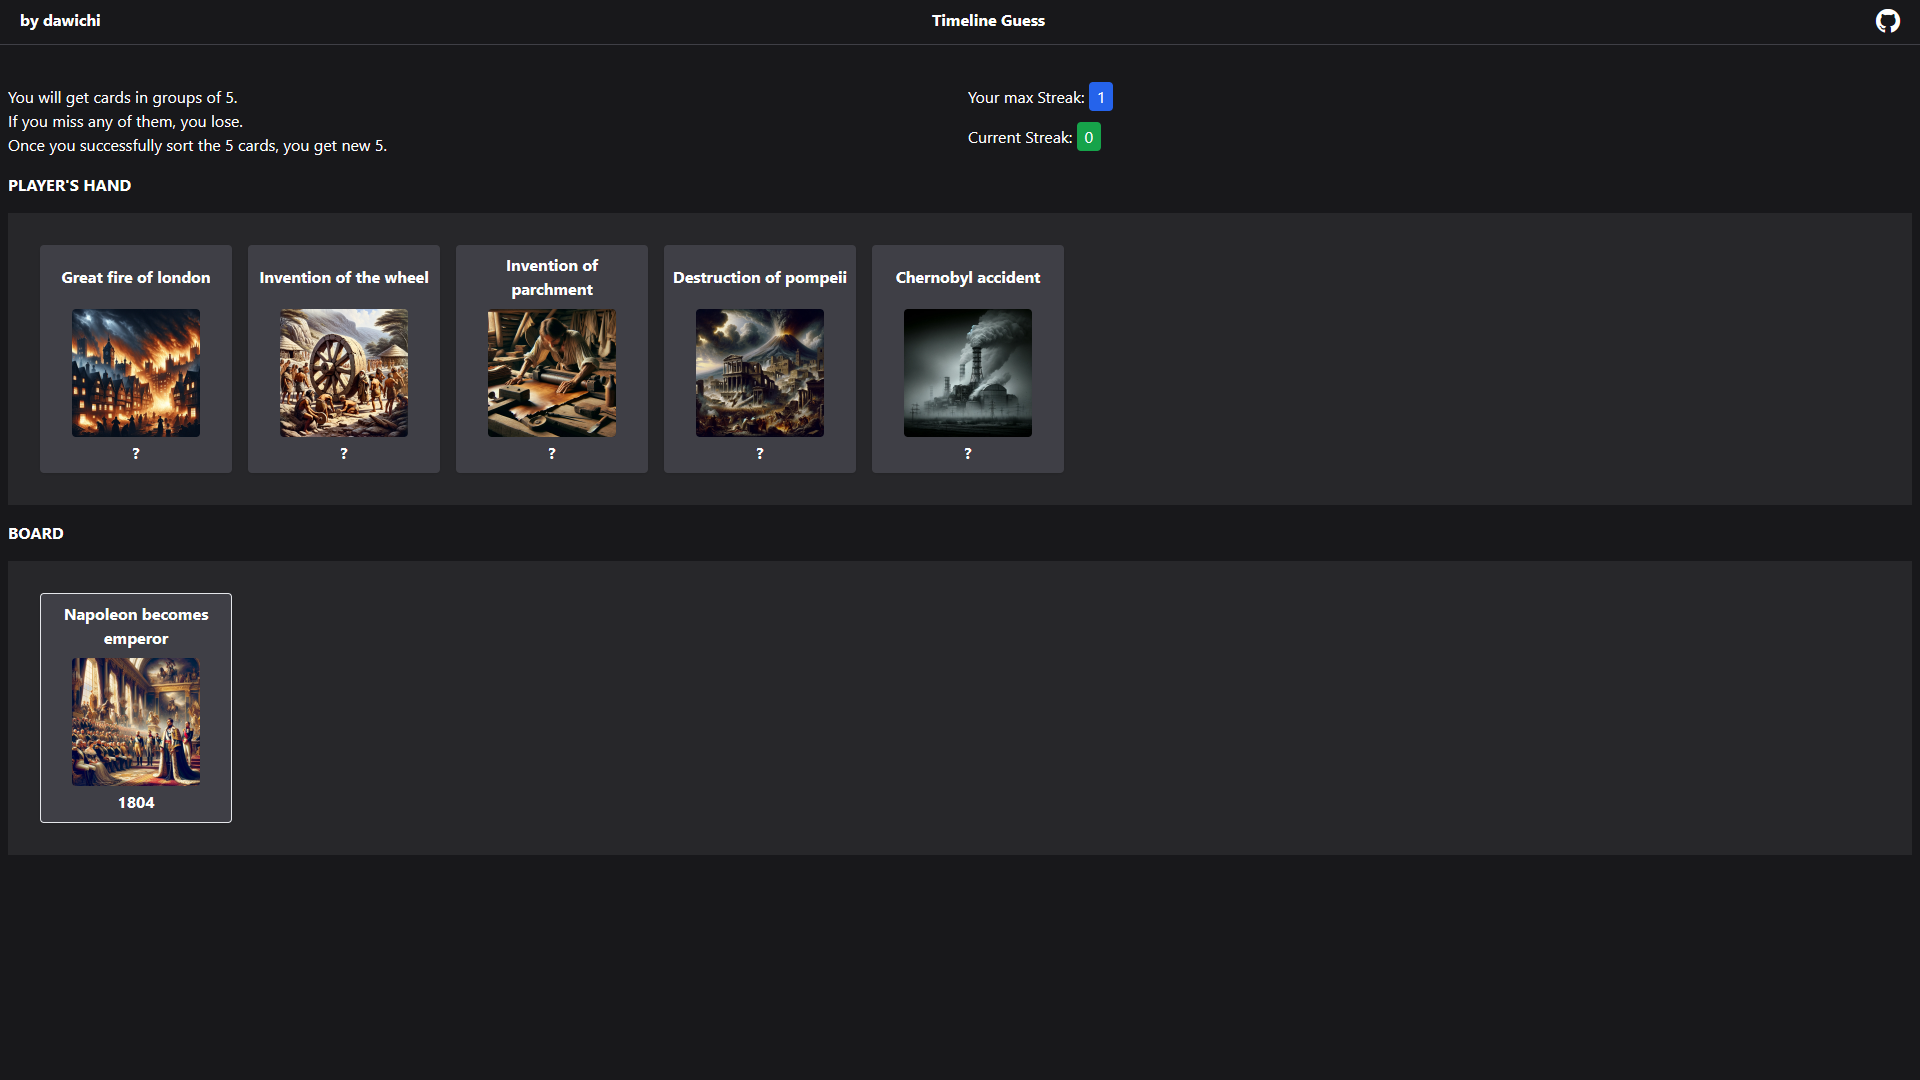 by dawichi
Timeline Guess
You will get cards in groups of 5.
If you miss any of them, you lose.
Once you successfully sort the 5 cards, you get new 5.
Your max Streak: 1
Current Streak: 0
PLAYER'S HAND
Great fire of london
?
Invention of the wheel
?
Invention of
parchment
?
Destruction of pompeii
?
Chernobyl accident
?
BOARD
Napoleon becomes
emperor
1804